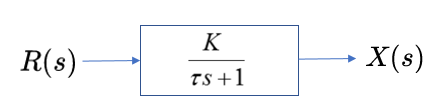 R(s)
K
τs+1
X(s)